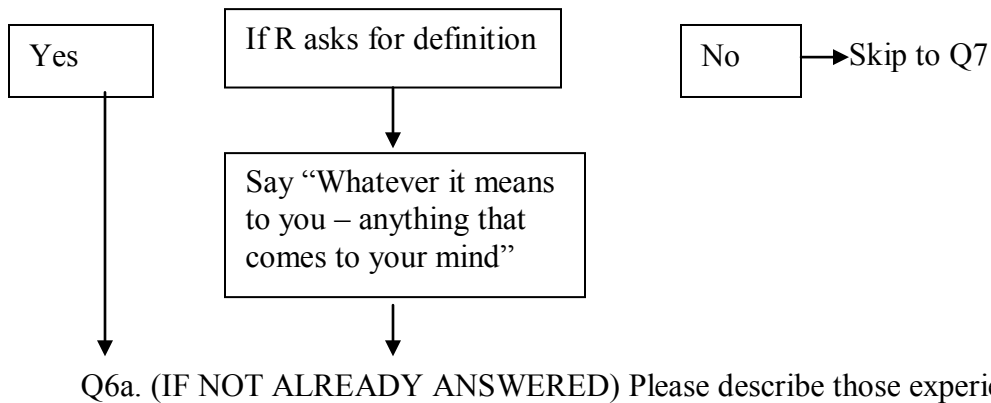 Yes
If R asks for definition
No
Skip to Q7
Say “Whatever it means
to you – anything that
comes to your mind”
Q6a. (IF NOT ALREADY ANSWERED) Please describe those